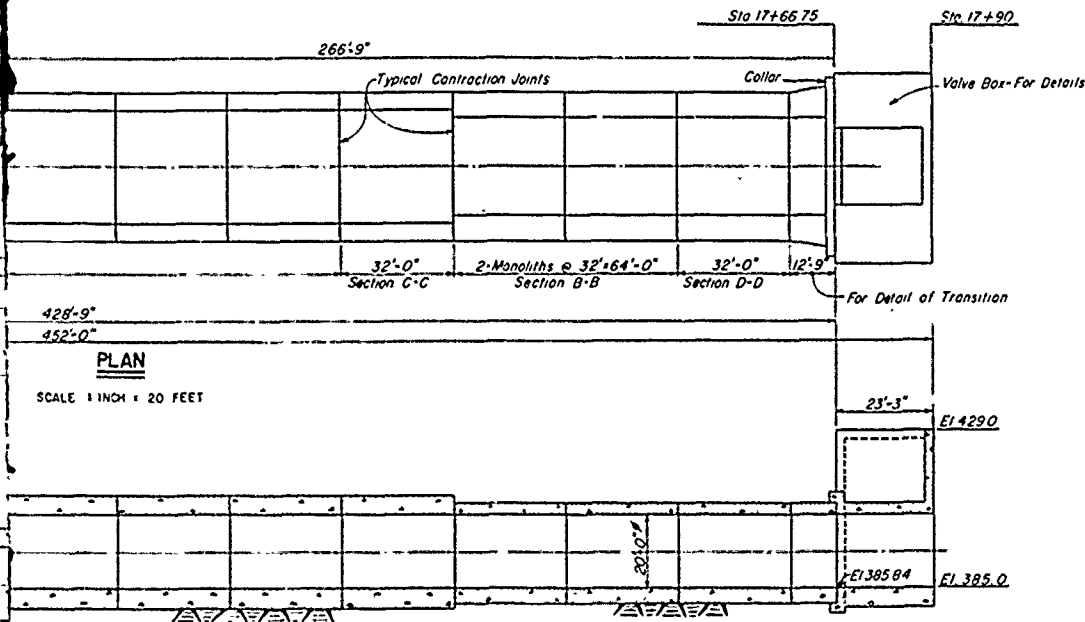 Sta 17+66 75
Sta 17+90
266'-9"
Typical Contraction Joints
Collar
Valve Box-For Details
32'-0"
2-Monoliths @ 32'=64'-0"
32'-0"
12'-9"
Section C-C
Section B-B
Section D-D
For Detail of Transition
428'-9"
452'-0"
PLAN
SCALE 1 INCH = 20 FEET
23'-3"
El 429.0
20'-0"ø
El 385 84
El. 385.0